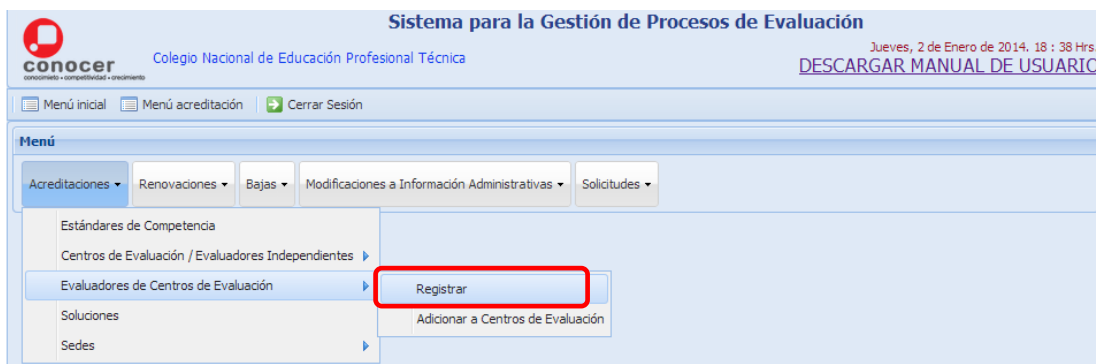 Sistema para la Gestión de Procesos de Evaluación
conocer
conocimiento • competitividad • crecimiento
Colegio Nacional de Educación Profesional Técnica
Jueves, 2 de Enero de 2014. 18 : 38 Hrs.
DESCARGAR MANUAL DE USUARIO
Menú inicial Menú acreditación Cerrar Sesión
Menú
Acreditaciones Renovaciones Bajas Modificaciones a Información Administrativas Solicitudes
Estándares de Competencia
Centros de Evaluación / Evaluadores Independientes
Evaluadores de Centros de Evaluación
Registrar
Soluciones
Adicionar a Centros de Evaluación
Sedes